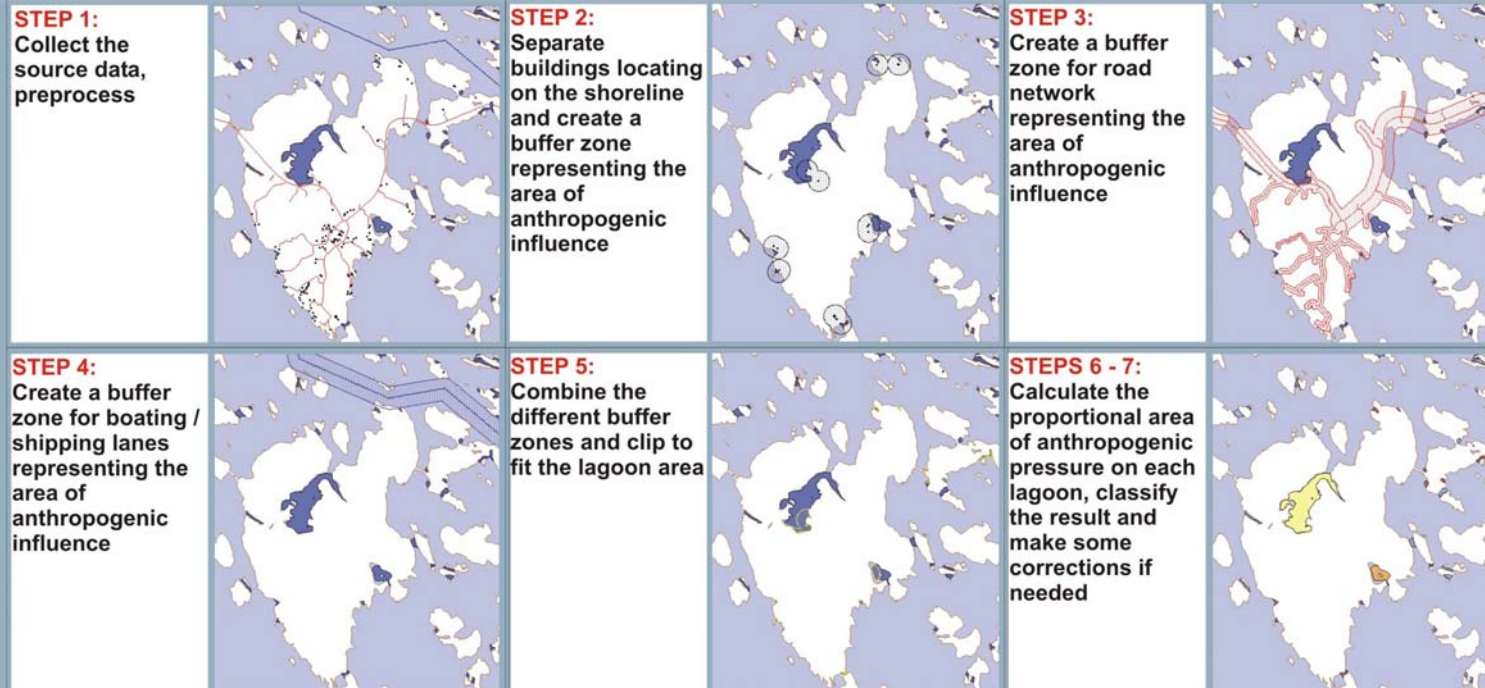 STEP 1:
Collect the
source data,
preprocess
STEP 2:
Separate
buildings locating
on the shoreline
and create a
buffer zone
representing the
area of
anthropogenic
influence
STEP 3:
Create a buffer
zone for road
network
representing the
area of
anthropogenic
influence
STEP 4:
Create a buffer
zone for boating /
shipping lanes
representing the
area of
anthropogenic
influence
STEP 5:
Combine the
different buffer
zones and clip to
fit the lagoon area
STEPS 6 - 7:
Calculate the
proportional area
of anthropogenic
pressure on each
lagoon, classify
the result and
make some
corrections if
needed